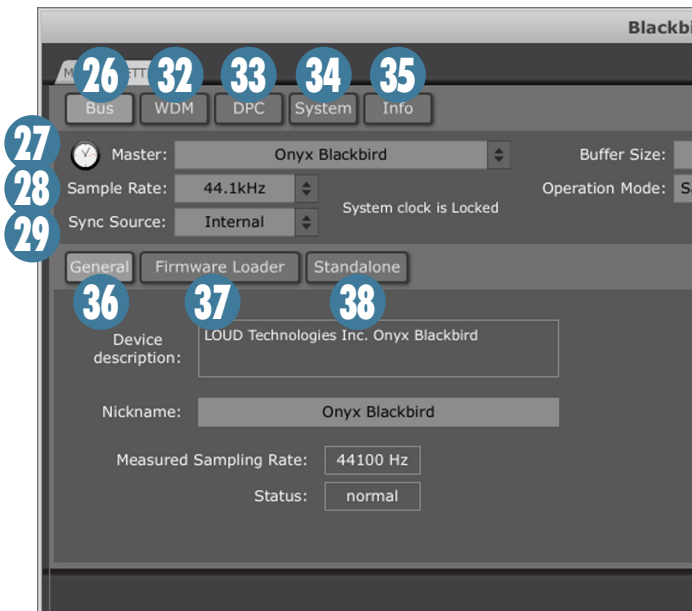 Blackbi
26 32 33 34 35
Bus WDM DPC System Info
27 Master: Onyx Blackbird Buffer Size:
28 Sample Rate: 44.1kHz Operation Mode: Sa
System clock is Locked
29 Sync Source: Internal
General Firmware Loader Standalone
36 37 38
Device description: LOUD Technologies Inc. Onyx Blackbird
Nickname: Onyx Blackbird
Measured Sampling Rate: 44100 Hz
Status: normal